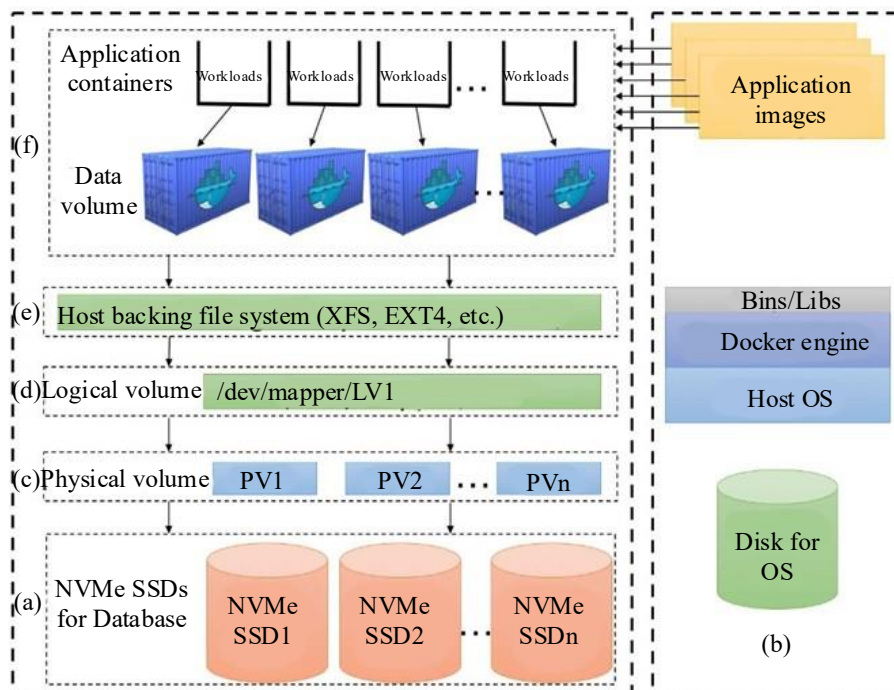 Application
containers
Workloads
Workloads
Workloads
...
Workloads
(f)
Data
volume
...
(e)
Host backing file system (XFS, EXT4, etc.)
(d)Logical volume
/dev/mapper/LV1
(c)Physical volume
PV1
PV2
...
PVn
(a)
NVMe SSDs
for Database
NVMe
SSD1
NVMe
SSD2
...
NVMe
SSDn
Application
images
Bins/Libs
Docker engine
Host OS
Disk for
OS
(b)